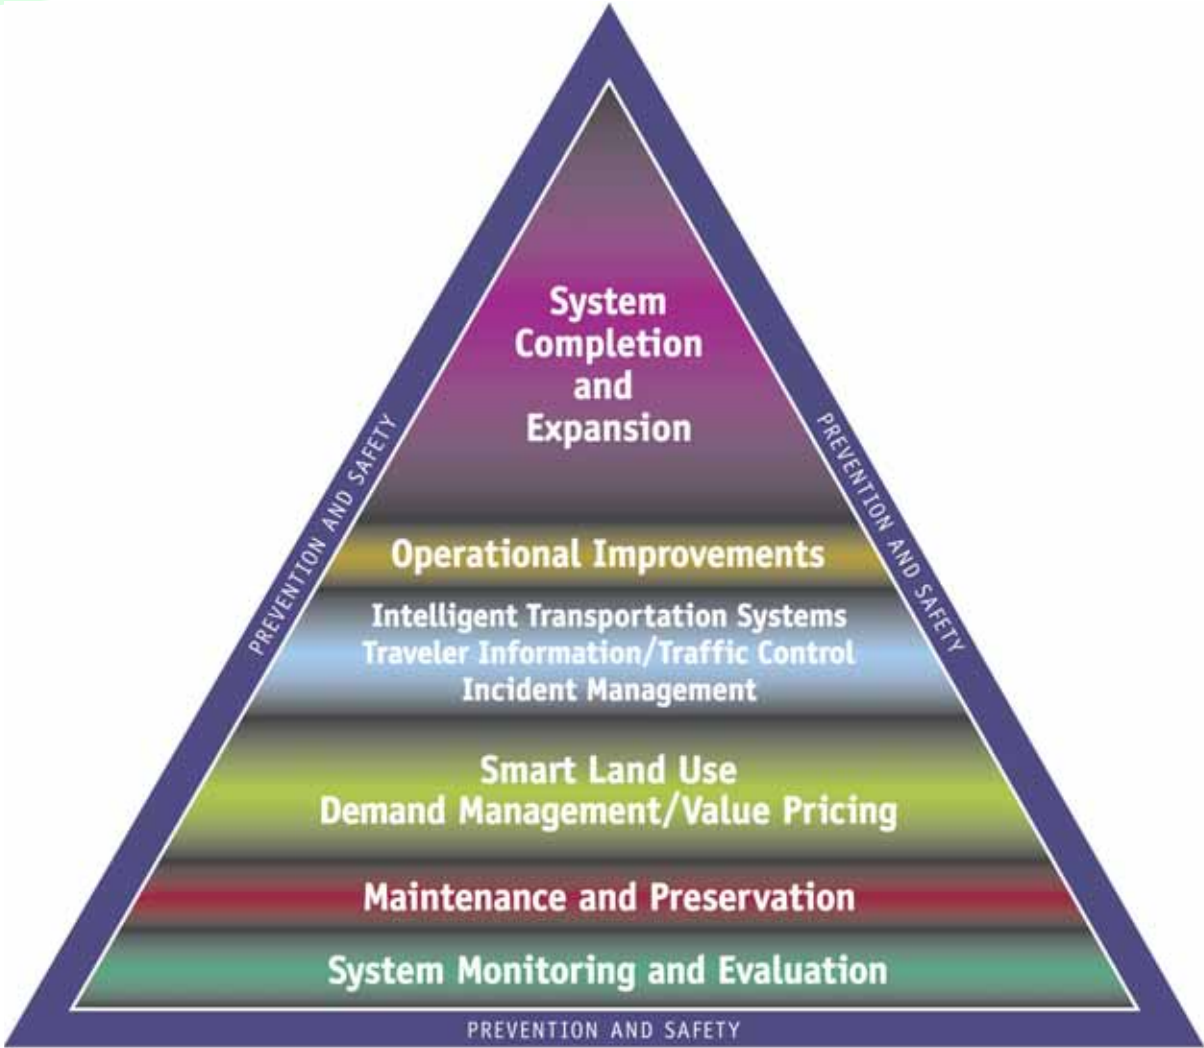 System
Completion
and
Expansion
PREVENTION AND SAFETY
PREVENTION AND SAFETY
Operational Improvements
Intelligent Transportation Systems
Traveler Information/Traffic Control
Incident Management
Smart Land Use
Demand Management/Value Pricing
Maintenance and Preservation
System Monitoring and Evaluation
PREVENTION AND SAFETY